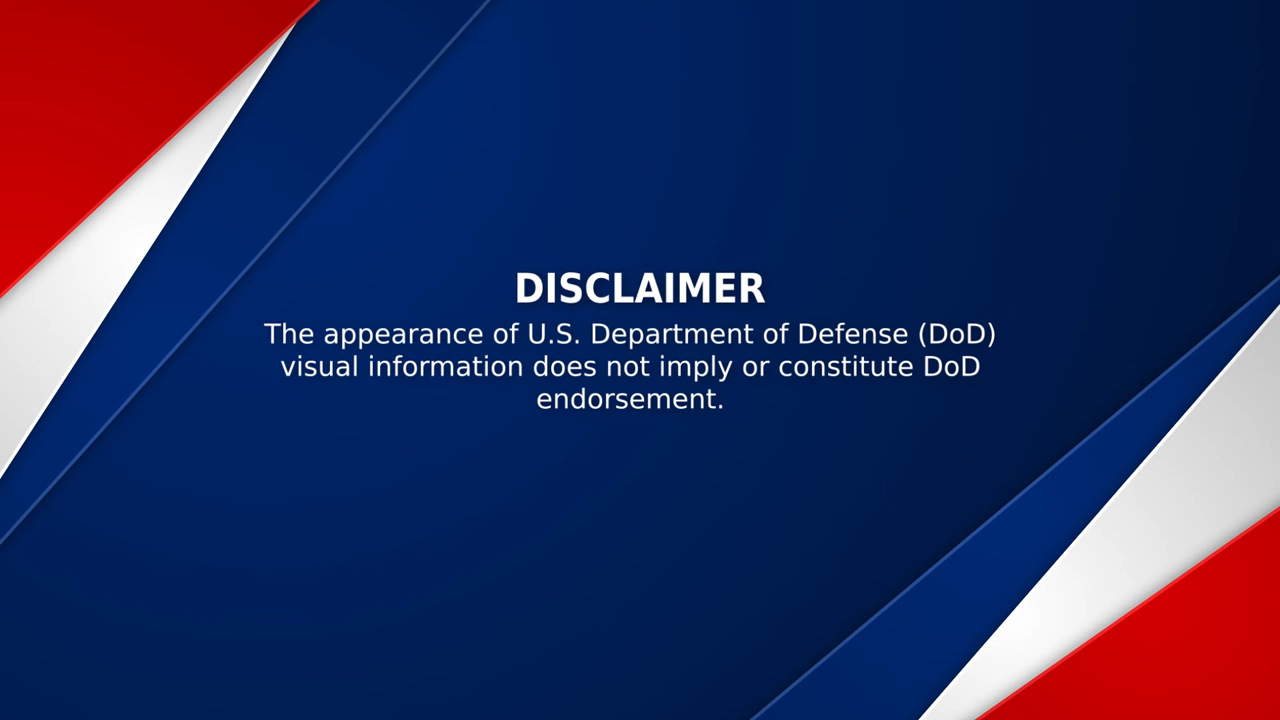 DISCLAIMER
The appearance of U.S. Department of Defense (DoD)
visual information does not imply or constitute DoD
endorsement.